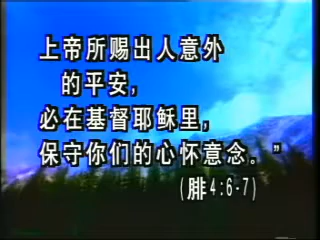 上帝所赐出人意外
的平安,
必在基督耶稣里,
保守你们的心怀意念。”
(腓4:6-7)